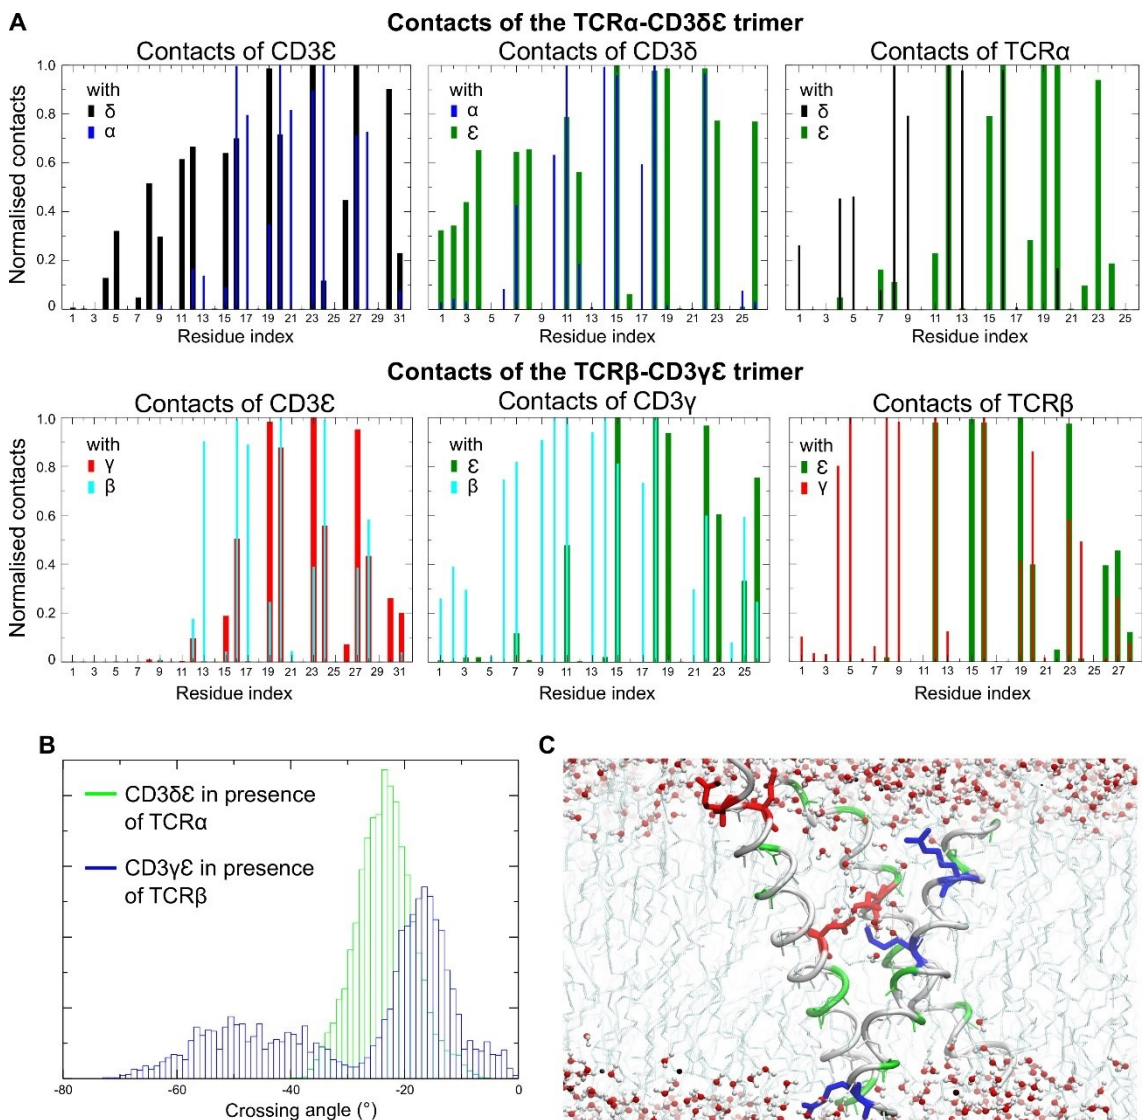 A
Contacts of the TCRα-CD3δƐ trimer
Contacts of CD3Ɛ
Contacts of CD3δ
Contacts of TCRα
Normalised contacts
1.0
0.8
0.6
0.4
0.2
0
with
δ
α
1 3 5 7 9 11 13 15 17 19 21 23 25 27 29 31
Residue index
with
α
ε
1 3 5 7 9 11 13 15 17 19 21 23 25
Residue index
with
δ
ε
1 3 5 7 9 11 13 15 17 19 21 23 25
Residue index
Contacts of the TCRβ-CD3γƐ trimer
Contacts of CD3Ɛ
Contacts of CD3γ
Contacts of TCRβ
Normalised contacts
1.0
0.8
0.6
0.4
0.2
0
with
γ
β
1 3 5 7 9 11 13 15 17 19 21 23 25 27 29 31
Residue index
with
ε
β
1 3 5 7 9 11 13 15 17 19 21 23 25
Residue index
with
ε
γ
1 3 5 7 9 11 13 15 17 19 21 23 25 27
Residue index
B
CD3δƐ in presence
of TCRα
CD3γƐ in presence
of TCRβ
-80 -60 -40 -20 0
Crossing angle (°)
C